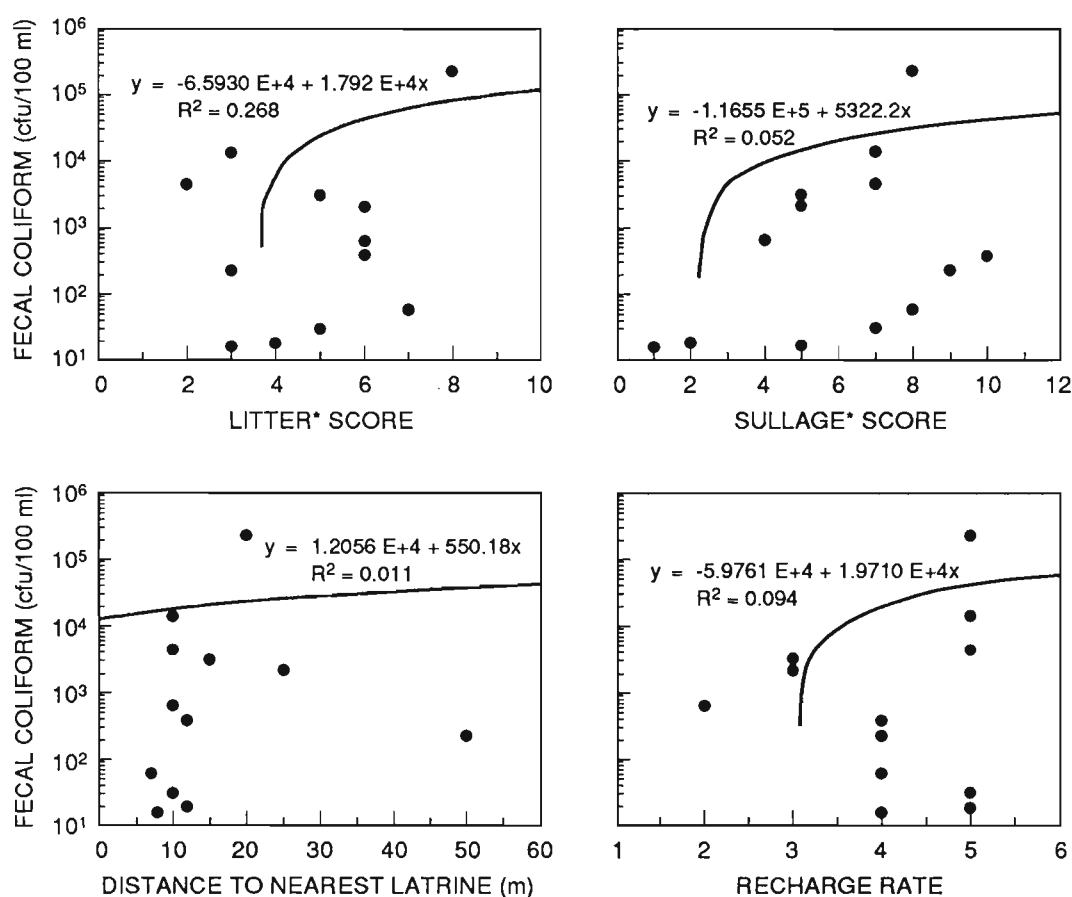 FECAL COLIFORM (cfu/100 ml)
10⁶
10⁵
10⁴
10³
10²
10¹
y = -6.5930 E+4 + 1.792 E+4x
R² = 0.268
0 2 4 6 8 10
LITTER* SCORE
y = -1.1655 E+5 + 5322.2x
R² = 0.052
0 2 4 6 8 10 12
SULLAGE* SCORE
FECAL COLIFORM (cfu/100 ml)
10⁶
10⁵
10⁴
10³
10²
10¹
y = 1.2056 E+4 + 550.18x
R² = 0.011
0 10 20 30 40 50 60
DISTANCE TO NEAREST LATRINE (m)
y = -5.9761 E+4 + 1.9710 E+4x
R² = 0.094
1 2 3 4 5 6
RECHARGE RATE